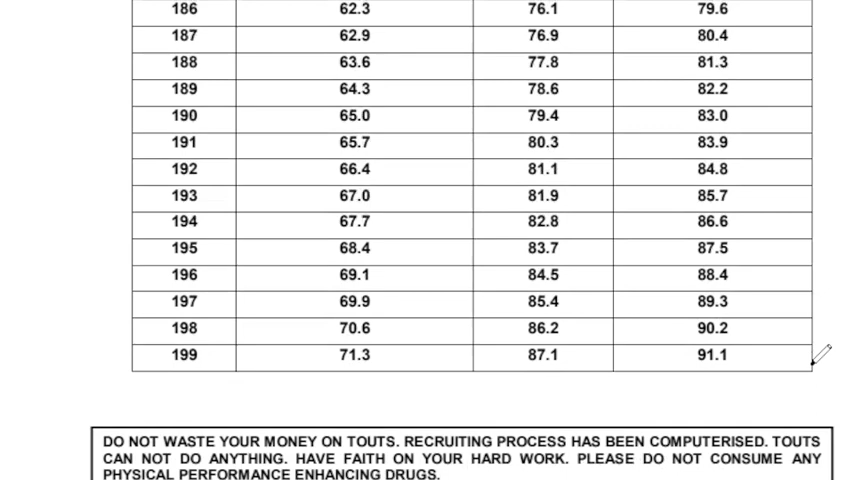 186 62.3 76.1 79.6
187 62.9 76.9 80.4
188 63.6 77.8 81.3
189 64.3 78.6 82.2
190 65.0 79.4 83.0
191 65.7 80.3 83.9
192 66.4 81.1 84.8
193 67.0 81.9 85.7
194 67.7 82.8 86.6
195 68.4 83.7 87.5
196 69.1 84.5 88.4
197 69.9 85.4 89.3
198 70.6 86.2 90.2
199 71.3 87.1 91.1
DO NOT WASTE YOUR MONEY ON TOUTS. RECRUITING PROCESS HAS BEEN COMPUTERISED. TOUTS
CAN NOT DO ANYTHING. HAVE FAITH ON YOUR HARD WORK. PLEASE DO NOT CONSUME ANY
PHYSICAL PERFORMANCE ENHANCING DRUGS.